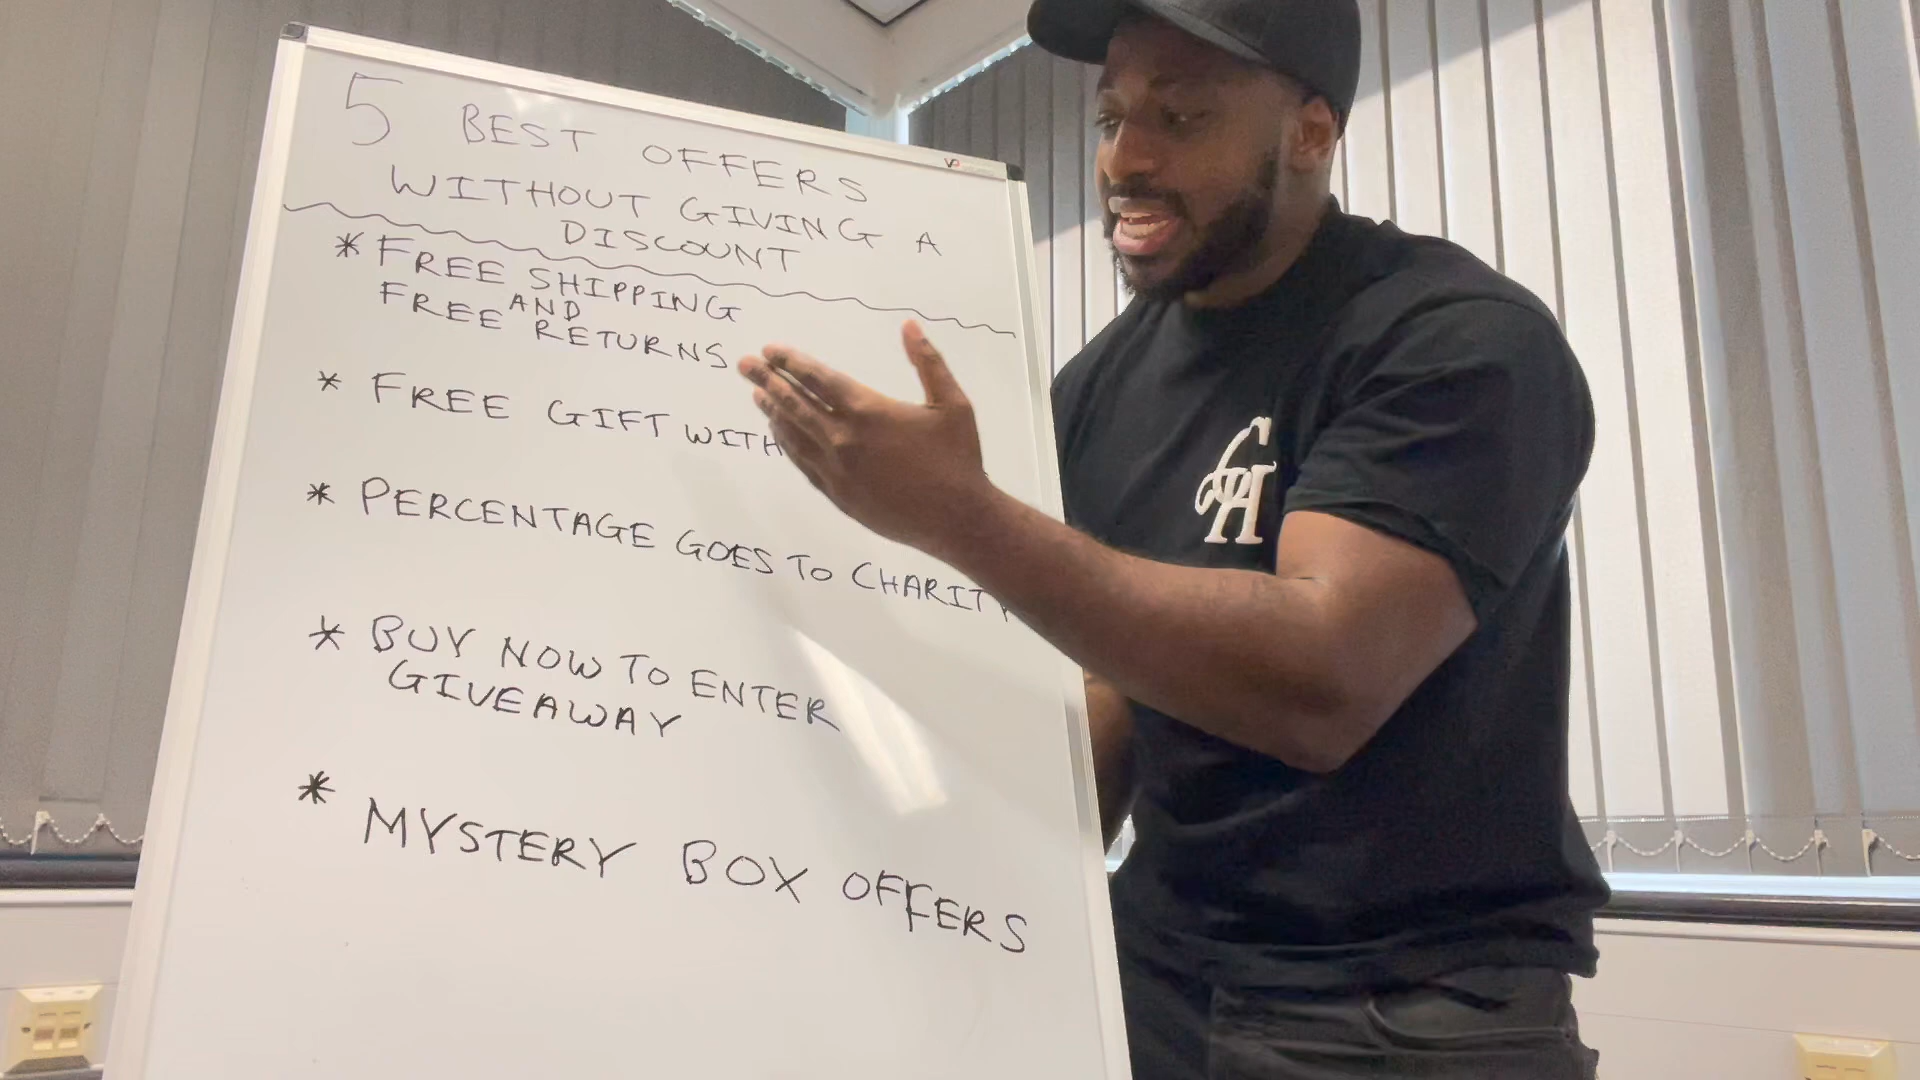 5 BEST OFFERS
WITHOUT GIVING A
DISCOUNT
* FREE SHIPPING
AND
FREE RETURNS
* FREE GIFT WITH
* PERCENTAGE GOES TO CHARITY
* BUY NOW TO ENTER
GIVEAWAY
* MYSTERY BOX OFFERS